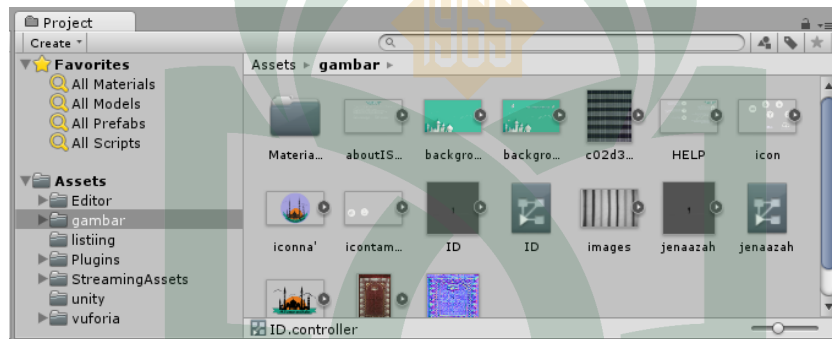 1965
Project
Create
Favorites
All Materials
All Models
All Prefabs
All Scripts
Assets
Editor
gambar
listiing
Plugins
StreamingAssets
unity
vuforia
Assets gambar
Materia... aboutIS... backgro... backgro... c02d3... HELP icon
iconna' icontam... ID ID images jenaazah jenaazah
ID.controller